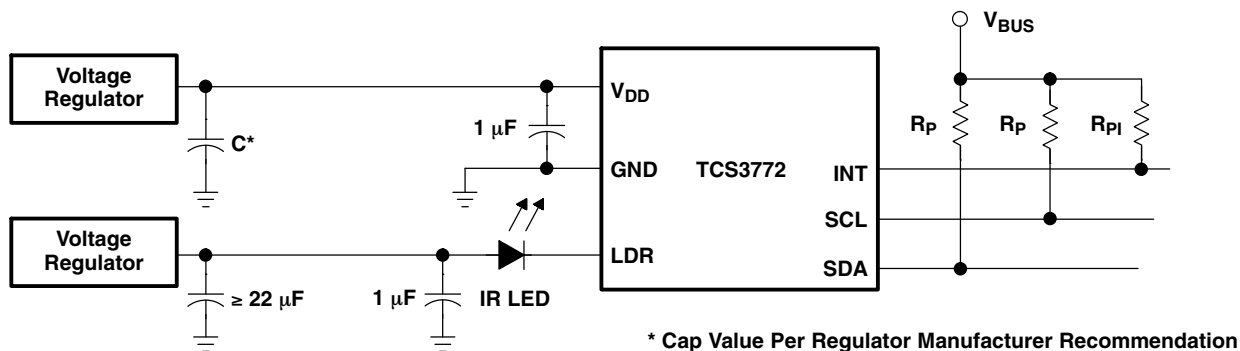 V_BUS
Voltage
Regulator
V_DD
C*
1 μF
R_P
R_P
R_PI
GND
TCS3772
INT
SCL
Voltage
Regulator
LDR
SDA
≥ 22 μF
1 μF
IR LED
* Cap Value Per Regulator Manufacturer Recommendation